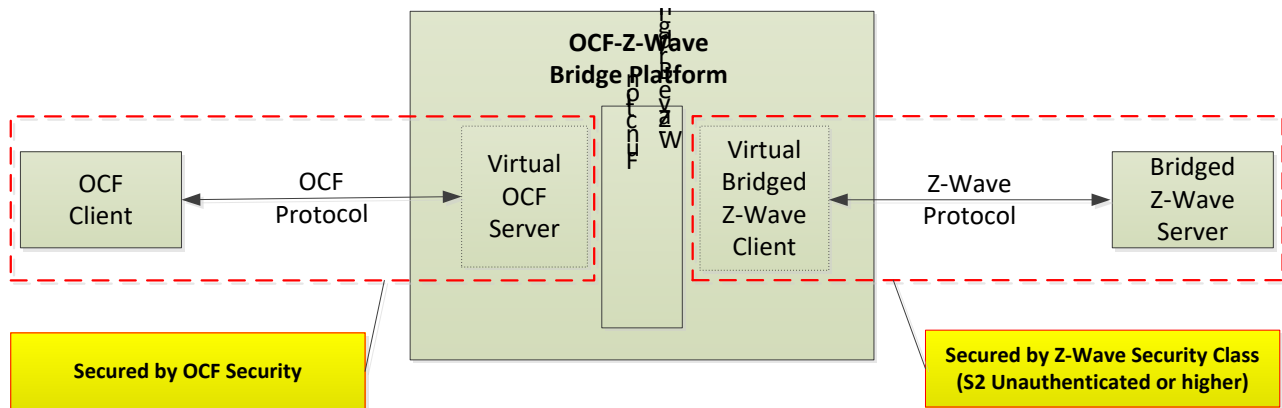 OCF-Z-Wave
Bridge Platform
OCF
Client
OCF
Protocol
Virtual
OCF
Server
Virtual
Bridged
Z-Wave
Client
Z-Wave
Protocol
Bridged
Z-Wave
Server
Secured by OCF Security
Secured by Z-Wave Security Class
(S2 Unauthenticated or higher)